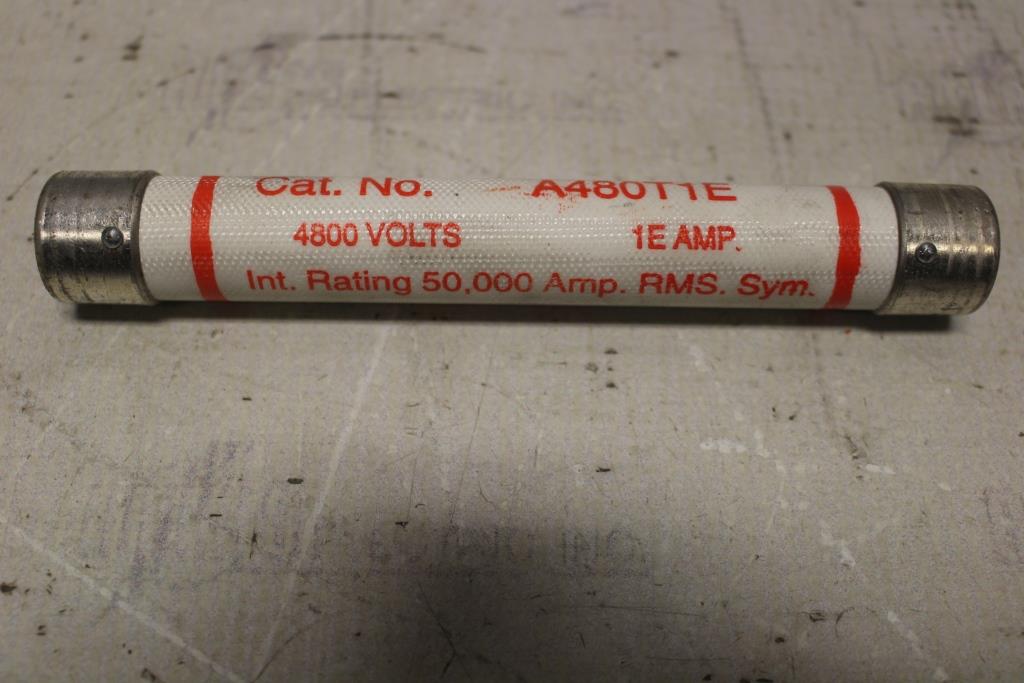 Cat. No. A480T1E
4800 VOLTS 1E AMP.
Int. Rating 50,000 Amp. RMS. Sym.